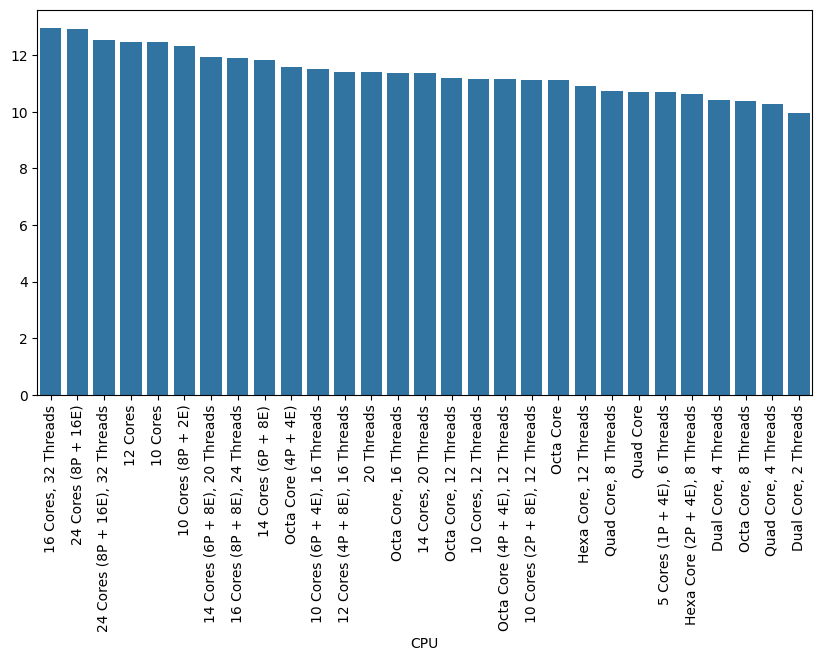 12
10
8
6
4
2
0
16 Cores, 32 Threads
24 Cores (8P + 16E)
24 Cores (8P + 16E), 32 Threads
12 Cores
10 Cores
10 Cores (8P + 2E)
14 Cores (6P + 8E), 20 Threads
16 Cores (8P + 8E), 24 Threads
14 Cores (6P + 8E)
Octa Core (4P + 4E)
10 Cores (6P + 4E), 16 Threads
12 Cores (4P + 8E), 16 Threads
20 Threads
Octa Core, 16 Threads
14 Cores, 20 Threads
Octa Core, 12 Threads
10 Cores, 12 Threads
Octa Core (4P + 4E), 12 Threads
10 Cores (2P + 8E), 12 Threads
Octa Core
Hexa Core, 12 Threads
Quad Core, 8 Threads
Quad Core
5 Cores (1P + 4E), 6 Threads
Hexa Core (2P + 4E), 8 Threads
Dual Core, 4 Threads
Octa Core, 8 Threads
Quad Core, 4 Threads
Dual Core, 2 Threads
CPU